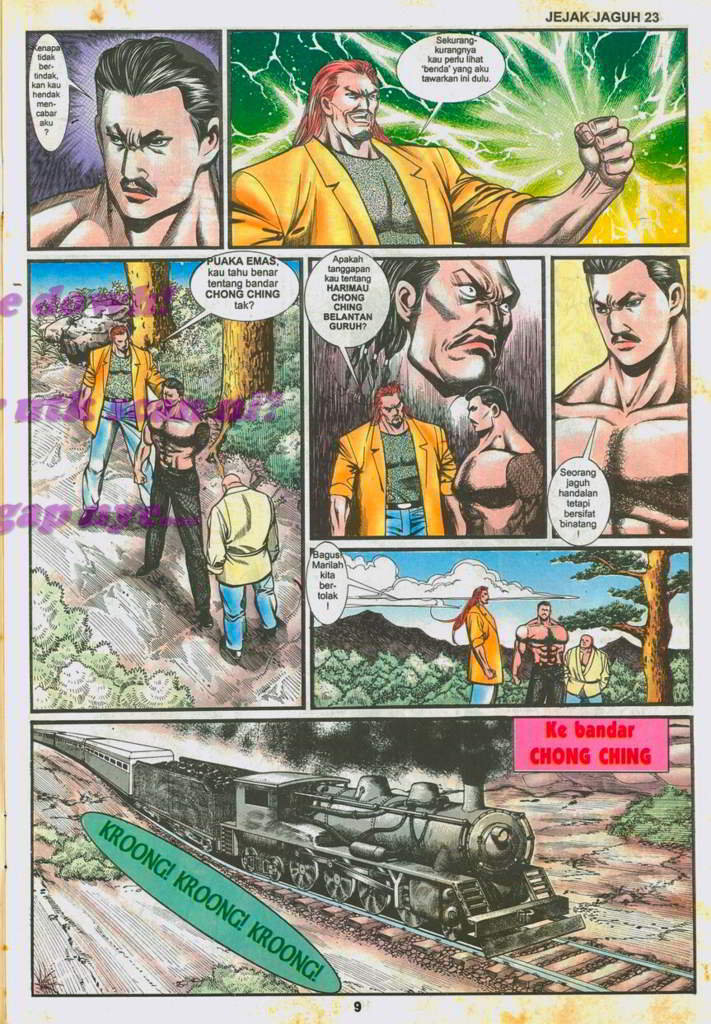 JEJAK JAGUH 23
Kenapa
tidak
ber-
tindak,
kan kau
hendak
men-
cabar
aku
?
Sekurang-
kurangnya
kau perlu lihat
'benda' yang aku
tawarkan ini dulu.
PUAKA EMAS,
kau tahu benar
tentang bandar
CHONG CHING
tak?
Apakah
tanggapan
kau tentang
HARIMAU
CHONG
CHING
BELANTAN
GURUH?
Seorang
jaguh
handalan
tetapi
bersifat
binatang
!
Bagus
Marilah
kita
ber-
tolak
!
Ke bandar
CHONG CHING
KROONG! KROONG! KROONG!
9